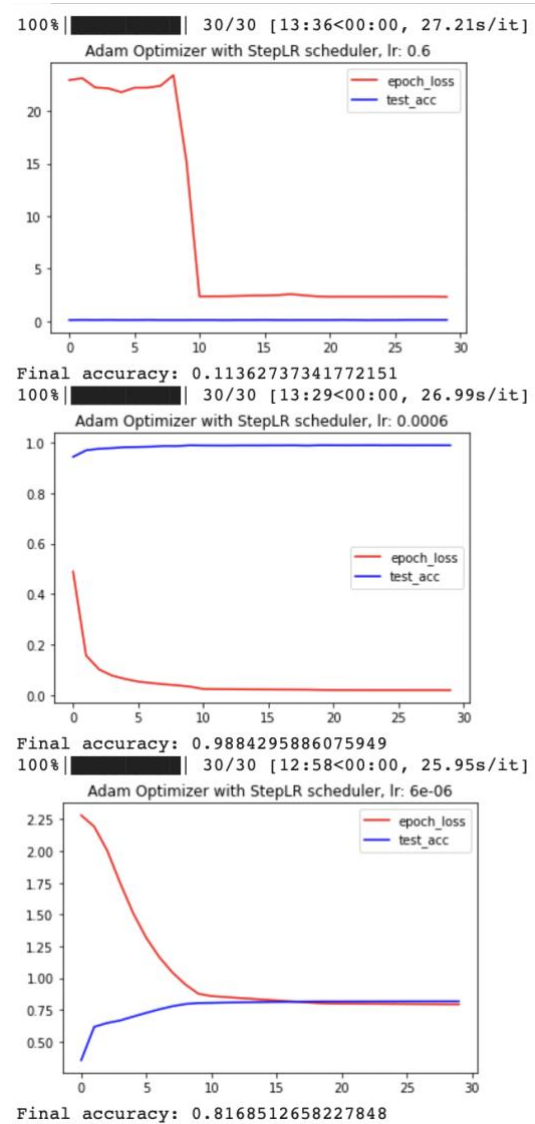 100%|██████████| 30/30 [13:36<00:00, 27.21s/it]
Adam Optimizer with StepLR scheduler, lr: 0.6
epoch_loss
test_acc
20
15
10
5
0
0 5 10 15 20 25 30
Final accuracy: 0.11362737341772151
100%|██████████| 30/30 [13:29<00:00, 26.99s/it]
Adam Optimizer with StepLR scheduler, lr: 0.0006
1.0
0.8
0.6
0.4
0.2
0.0
epoch_loss
test_acc
0 5 10 15 20 25 30
Final accuracy: 0.9884295886075949
100%|██████████| 30/30 [12:58<00:00, 25.95s/it]
Adam Optimizer with StepLR scheduler, lr: 6e-06
epoch_loss
test_acc
2.25
2.00
1.75
1.50
1.25
1.00
0.75
0.50
0 5 10 15 20 25 30
Final accuracy: 0.8168512658227848